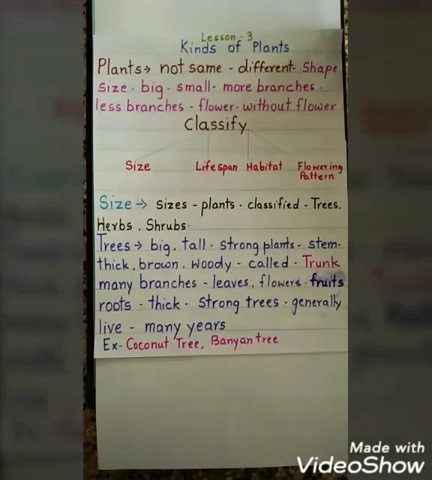 Lesson-3
Kinds of Plants
Plants→ not same - different- Shape
Size - big - small - more branches -
less branches - flower - without flower
Classify
Size Lifespan Habitat Flowering Pattern
Size → Sizes - plants - classified - Trees.
Herbs, Shrubs.
Trees→ big, tall - strong plants - stem-
thick, brown, woody - called - Trunk
many branches - leaves, flowers - fruits
roots - thick - Strong trees - generally
live - many years
Ex- Coconut Tree, Banyan tree
Made with
VideoShow